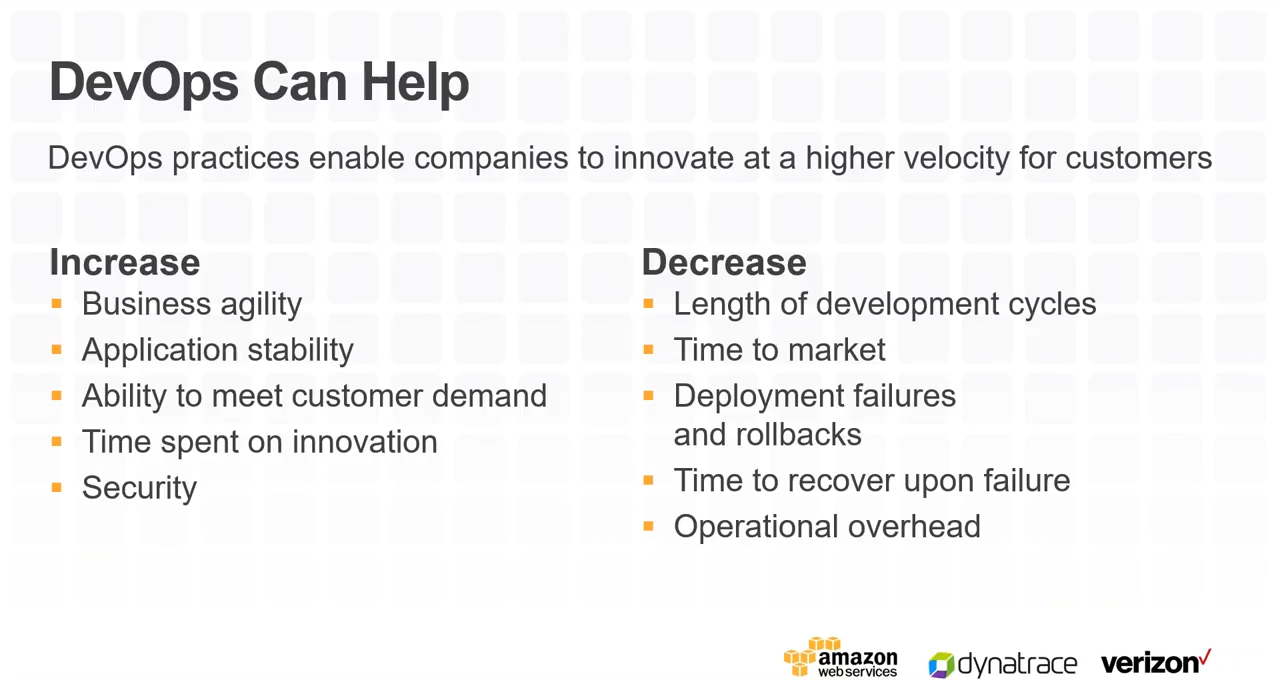 DevOps Can Help
DevOps practices enable companies to innovate at a higher velocity for customers
Increase
Business agility
Application stability
Ability to meet customer demand
Time spent on innovation
Security
Decrease
Length of development cycles
Time to market
Deployment failures
and rollbacks
Time to recover upon failure
Operational overhead
amazon
webservices
dynatrace
verizon